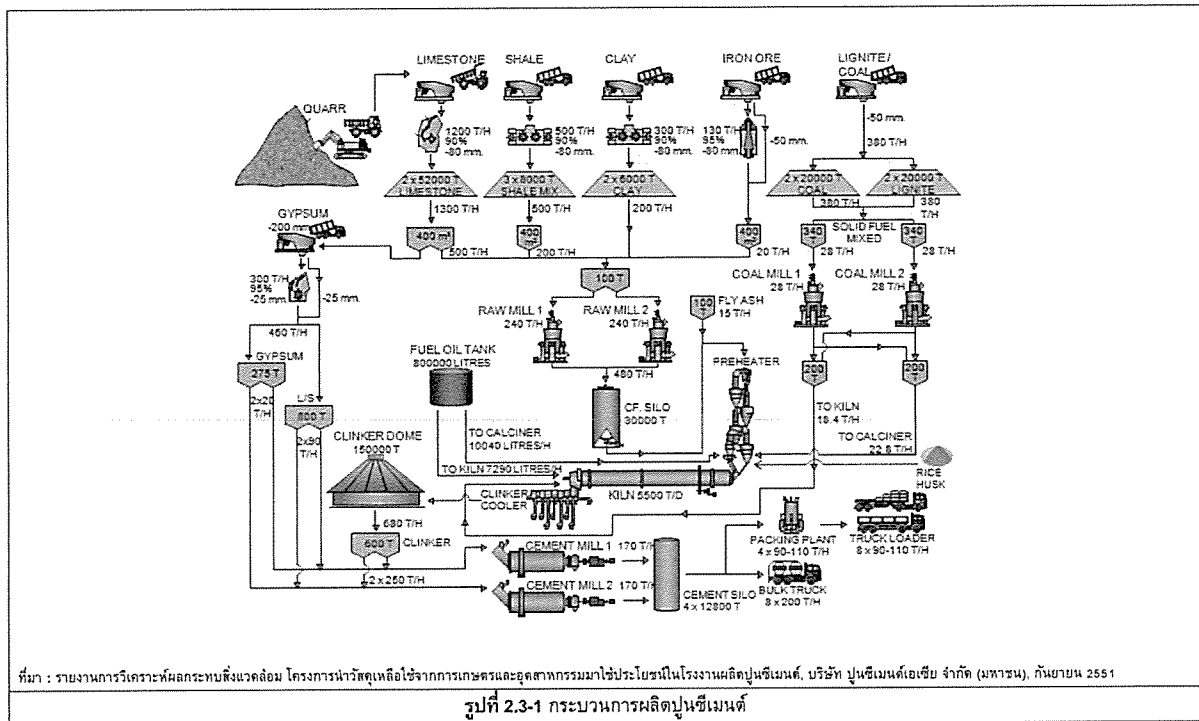 LIMESTONE SHALE CLAY IRON ORE LIGNITE/
COAL
QUARR
1200 T/H
90%
-80 mm.
500 T/H
90%
-80 mm.
300 T/H
90%
-80 mm.
130 T/H
95%
-80 mm.
-50 mm.
-50 mm.
380 T/H
2 x 52000 T
LIMESTONE
3 x 8000 T
SHALE MIX
2 x 6000 T
CLAY
2 x 20000 T
COAL
2 x 20000 T
LIGNITE
1300 T/H
500 T/H
200 T/H
380 T/H
380
T/H
GYPSUM
-200 mm.
400 m³
500 T/H
400
m³
200 T/H
400
m³
20 T/H
SOLID FUEL
MIXED
340
T
28 T/H
340
T
28 T/H
300 T/H
95%
-25 mm.
-25 mm.
100 T
COAL MILL 1
28 T/H
COAL MILL 2
28 T/H
RAW MILL 1
240 T/H
RAW MILL 2
240 T/H
100
T
FLY ASH
15 T/H
460 T/H
GYPSUM
275 T
FUEL OIL TANK
800000 LITRES
480 T/H
PREHEATER
200
T
200
T
2x20
T/H
L/S
600 T
2x90
T/H
CF. SILO
30000 T
TO KILN
18.4 T/H
TO CALCINER
22.8 T/H
CLINKER DOME
150000 T
TO CALCINER
10040 LITRES/H
TO KILN 7290 LITRES/H
KILN 5500 T/D
RICE
HUSK
CLINKER
COOLER
680 T/H
600 T
CLINKER
2 x 250 T/H
CEMENT MILL 1 170 T/H
CEMENT MILL 2 170 T/H
CEMENT SILO
4 x 12800 T
PACKING PLANT
4 x 90-110 T/H
TRUCK LOADER
8 x 90-110 T/H
BULK TRUCK
8 x 200 T/H
ที่มา : รายงานการวิเคราะห์ผลกระทบสิ่งแวดล้อม โครงการนำวัสดุเหลือใช้จากการเกษตรและอุตสาหกรรมมาใช้ประโยชน์ในโรงงานผลิตปูนซีเมนต์, บริษัท ปูนซีเมนต์เอเซีย จำกัด (มหาชน), กันยายน 2551
รูปที่ 2.3-1 กระบวนการผลิตปูนซีเมนต์